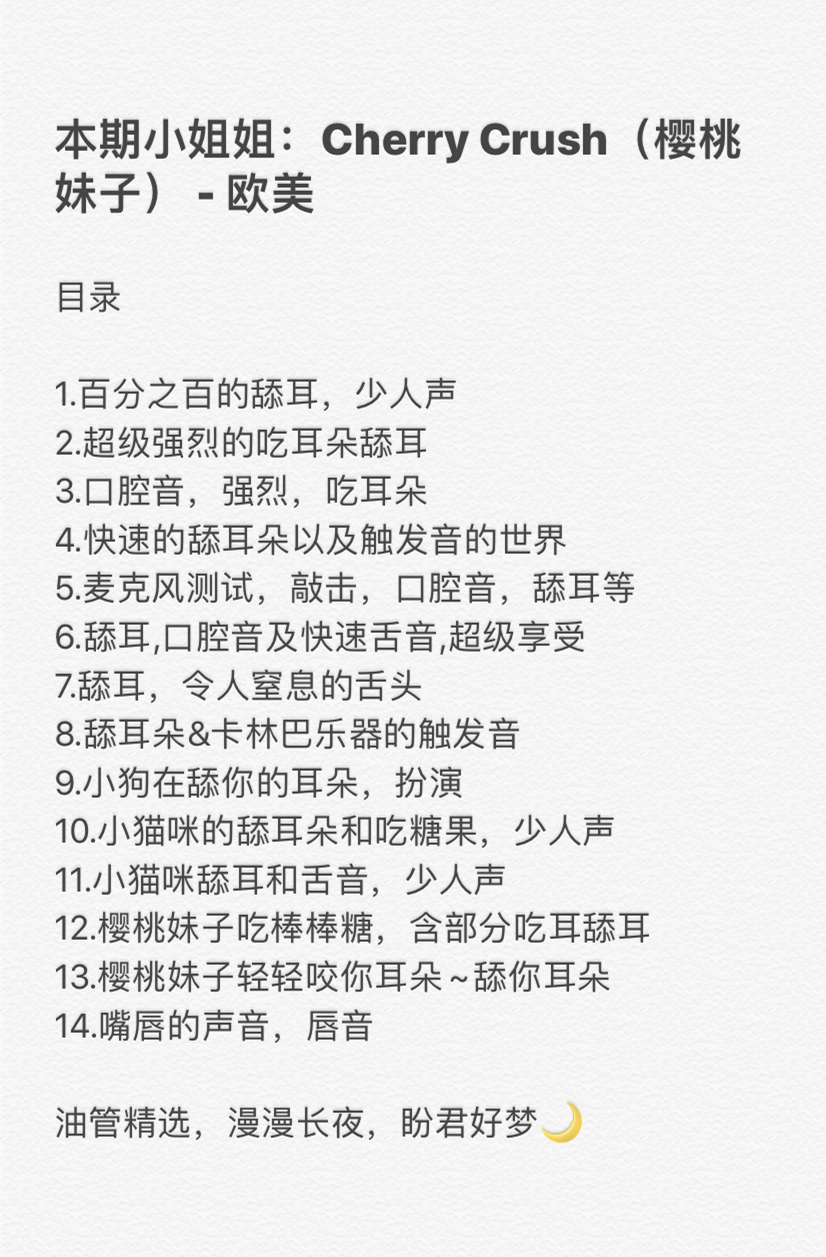 本期小姐姐：Cherry Crush（樱桃
妹子） - 欧美
目录
1.百分之百的舔耳，少人声
2.超级强烈的吃耳朵舔耳
3.口腔音，强烈，吃耳朵
4.快速的舔耳朵以及触发音的世界
5.麦克风测试，敲击，口腔音，舔耳等
6.舔耳,口腔音及快速舌音,超级享受
7.舔耳，令人窒息的舌头
8.舔耳朵&卡林巴乐器的触发音
9.小狗在舔你的耳朵，扮演
10.小猫咪的舔耳朵和吃糖果，少人声
11.小猫咪舔耳和舌音，少人声
12.樱桃妹子吃棒棒糖，含部分吃耳舔耳
13.樱桃妹子轻轻咬你耳朵~舔你耳朵
14.嘴唇的声音，唇音
油管精选，漫漫长夜，盼君好梦🌙